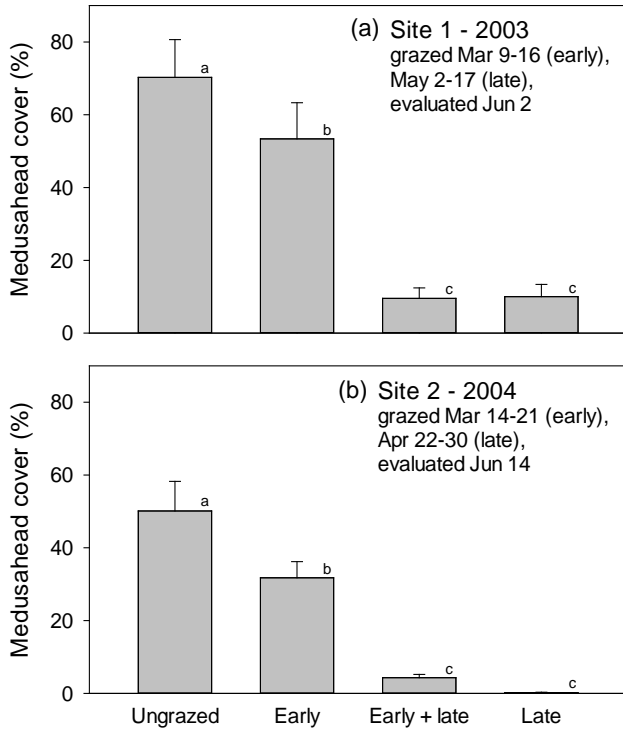 (a) Site 1 - 2003
grazed Mar 9-16 (early),
May 2-17 (late),
evaluated Jun 2
Medusahead cover (%)
80
60
40
20
0
a
b
c
c
(b) Site 2 - 2004
grazed Mar 14-21 (early),
Apr 22-30 (late),
evaluated Jun 14
Medusahead cover (%)
80
60
40
20
0
a
b
c
c
Ungrazed Early Early + late Late